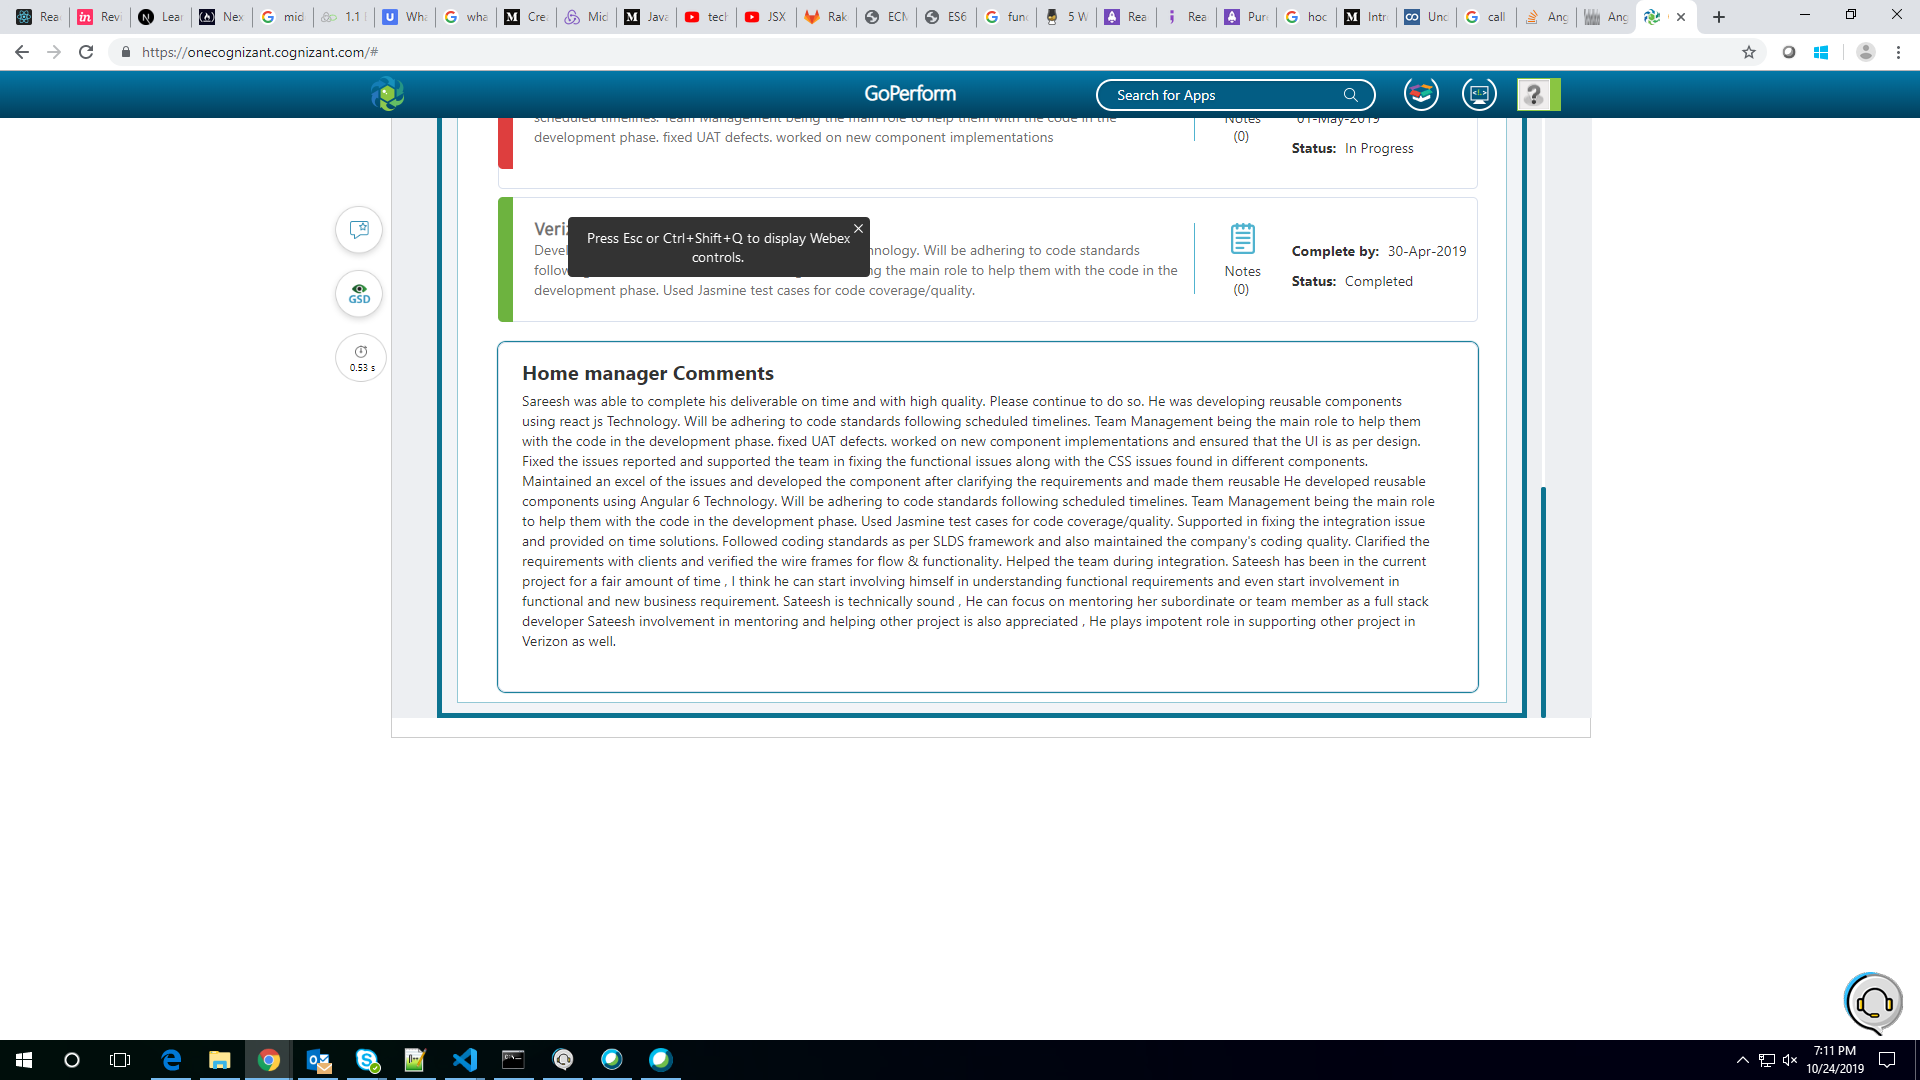 Rea
Revi
Lear
Nex
mid
1.1
Wha
wha
Crea
Mid
Java
tech
JSX
Rak
ECM
ES6
func
5 W
Rea
Rea
Pur
hoc
Intr
Und
call
Ang
Ang
https://onecognizant.cognizant.com/#
GoPerform
Search for Apps
scheduled timelines. Team Management being the main role to help them with the code in the
development phase. fixed UAT defects. worked on new component implementations
Notes
(0)
01-May-2019
Status: In Progress
Veriz
Press Esc or Ctrl+Shift+Q to display Webex
controls.
Devel
hnology. Will be adhering to code standards
follow
ng the main role to help them with the code in the
development phase. Used Jasmine test cases for code coverage/quality.
Notes
(0)
Complete by: 30-Apr-2019
Status: Completed
GSD
0.53 s
Home manager Comments
Sareesh was able to complete his deliverable on time and with high quality. Please continue to do so. He was developing reusable components
using react js Technology. Will be adhering to code standards following scheduled timelines. Team Management being the main role to help them
with the code in the development phase. fixed UAT defects. worked on new component implementations and ensured that the UI is as per design.
Fixed the issues reported and supported the team in fixing the functional issues along with the CSS issues found in different components.
Maintained an excel of the issues and developed the component after clarifying the requirements and made them reusable He developed reusable
components using Angular 6 Technology. Will be adhering to code standards following scheduled timelines. Team Management being the main role
to help them with the code in the development phase. Used Jasmine test cases for code coverage/quality. Supported in fixing the integration issue
and provided on time solutions. Followed coding standards as per SLDS framework and also maintained the company's coding quality. Clarified the
requirements with clients and verified the wire frames for flow & functionality. Helped the team during integration. Sateesh has been in the current
project for a fair amount of time , I think he can start involving himself in understanding functional requirements and even start involvement in
functional and new business requirement. Sateesh is technically sound , He can focus on mentoring her subordinate or team member as a full stack
developer Sateesh involvement in mentoring and helping other project is also appreciated , He plays impotent role in supporting other project in
Verizon as well.
7:11 PM
10/24/2019